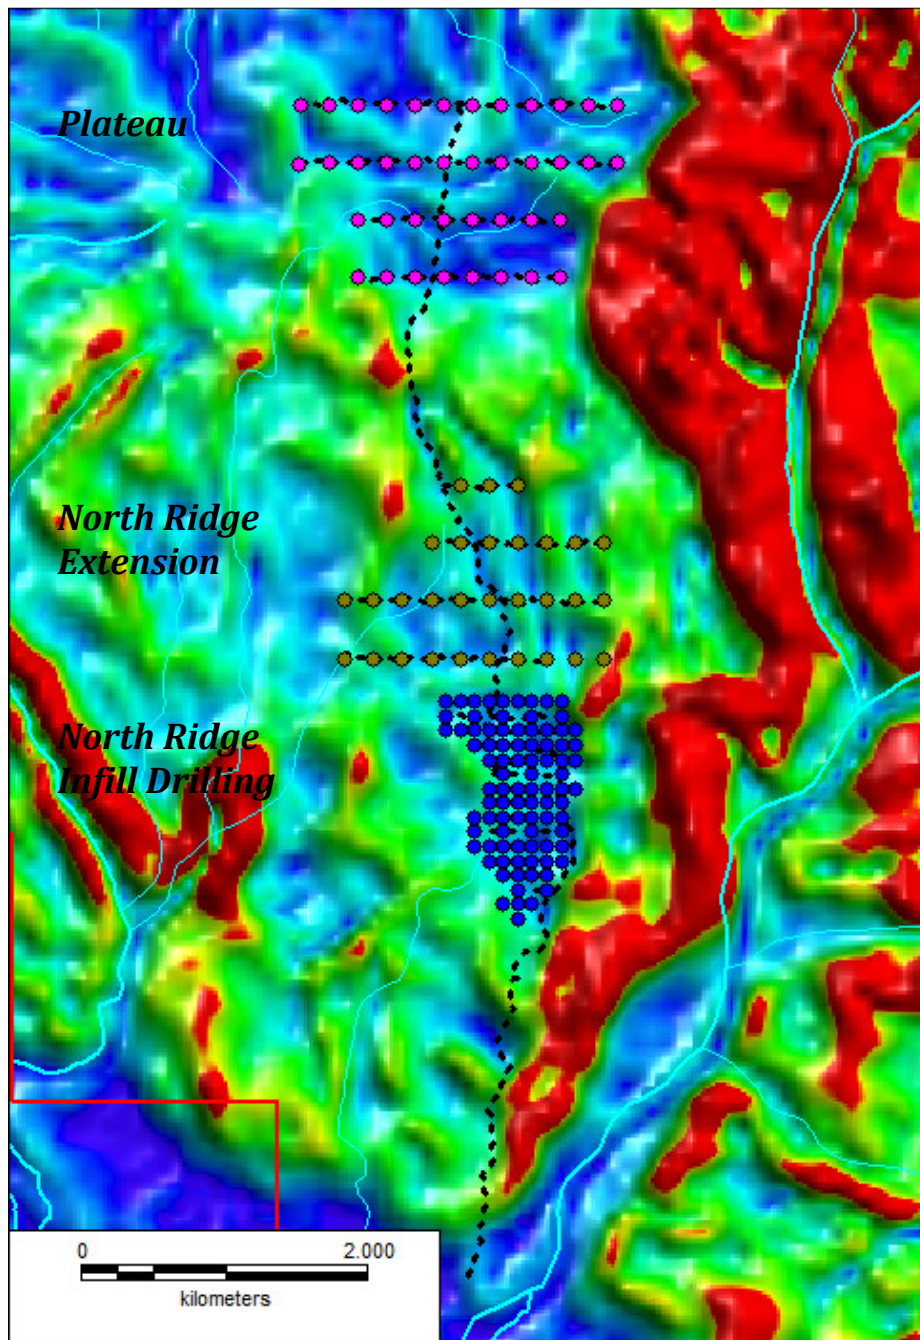 Plateau
North Ridge
Extension
North Ridge
Infill Drilling
0 2.000
kilometers